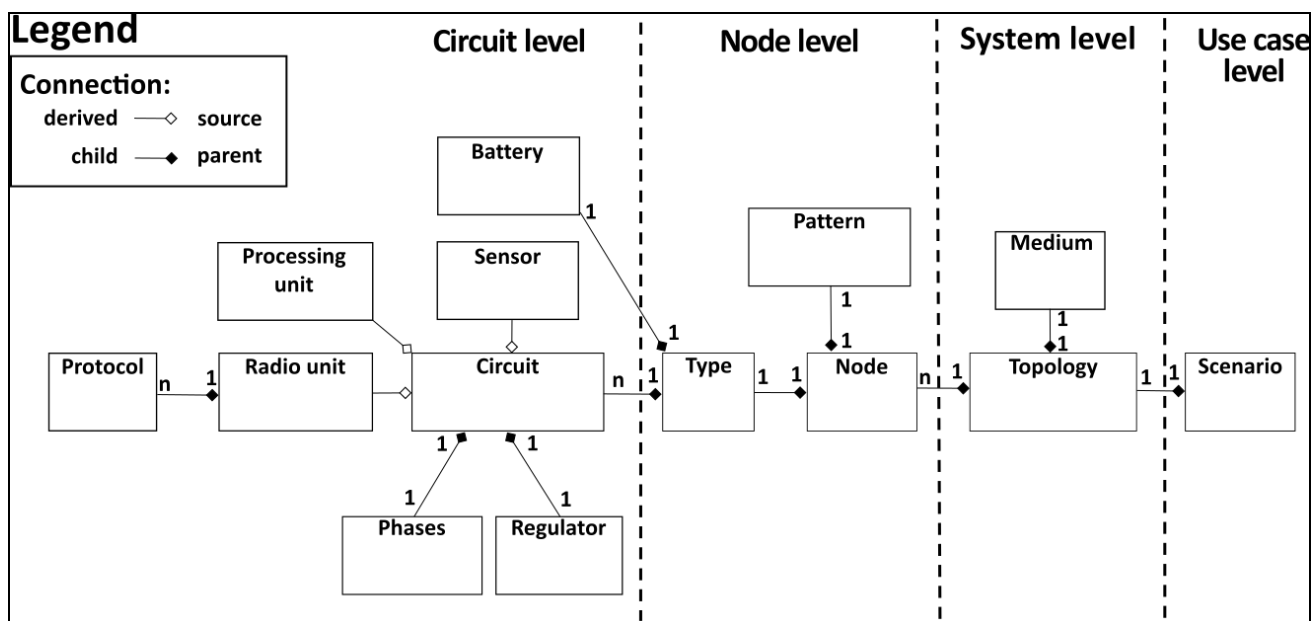 Legend
Connection:
derived source
child parent
Circuit level
Node level
System level
Use case
level
Battery
1
1
Processing
unit
Sensor
Pattern
1
1
Medium
1
1
Protocol
n 1
Radio unit
Circuit
n 1
Type
1 1
Node
n 1
Topology
1 1
Scenario
1 1
1 1
Phases
Regulator